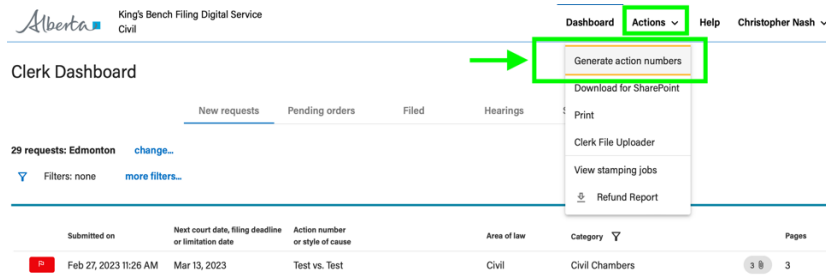 Alberta
King's Bench Filing Digital Service
Civil
Dashboard Actions Help Christopher Nash
Clerk Dashboard
Generate action numbers
Download for SharePoint
Print
Clerk File Uploader
View stamping jobs
Refund Report
New requests Pending orders Filed Hearings
29 requests: Edmonton change...
Filters: none more filters...
Submitted on
Next court date, filing deadline
or limitation date
Action number
or style of cause
Area of law
Category
Pages
Feb 27, 2023 11:26 AM Mar 13, 2023 Test vs. Test Civil Civil Chambers 3 3